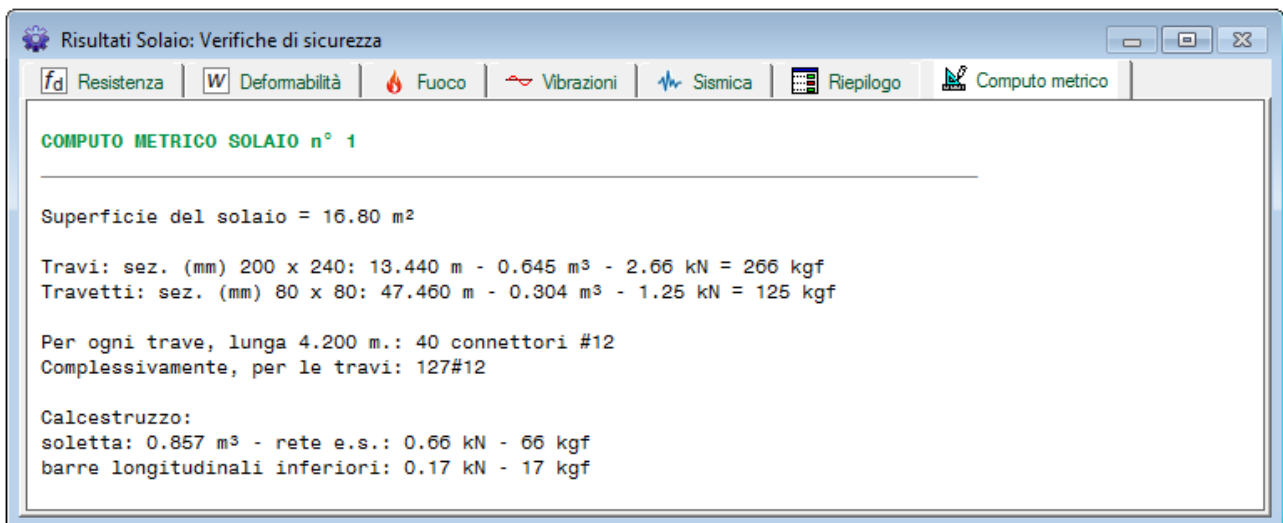 Risultati Solaio: Verifiche di sicurezza
fd Resistenza W Deformabilità Fuoco Vibrazioni Sismica Riepilogo Computo metrico
COMPUTO METRICO SOLAIO n° 1
Superficie del solaio = 16.80 m²
Travi: sez. (mm) 200 x 240: 13.440 m - 0.645 m³ - 2.66 kN = 266 kgf
Travetti: sez. (mm) 80 x 80: 47.460 m - 0.304 m³ - 1.25 kN = 125 kgf
Per ogni trave, lunga 4.200 m.: 40 connettori #12
Complessivamente, per le travi: 127#12
Calcestruzzo:
soletta: 0.857 m³ - rete e.s.: 0.66 kN - 66 kgf
barre longitudinali inferiori: 0.17 kN - 17 kgf